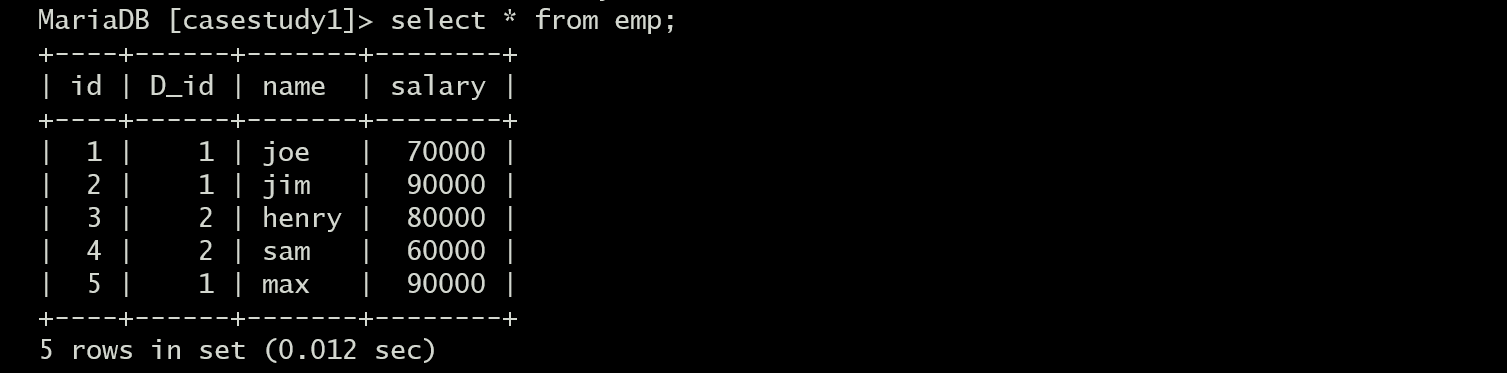 MariaDB [casestudy1]> select * from emp;
+----+------+-------+--------+
| id | D_id | name  | salary |
+----+------+-------+--------+
|  1 |    1 | joe   |  70000 |
|  2 |    1 | jim   |  90000 |
|  3 |    2 | henry |  80000 |
|  4 |    2 | sam   |  60000 |
|  5 |    1 | max   |  90000 |
+----+------+-------+--------+
5 rows in set (0.012 sec)